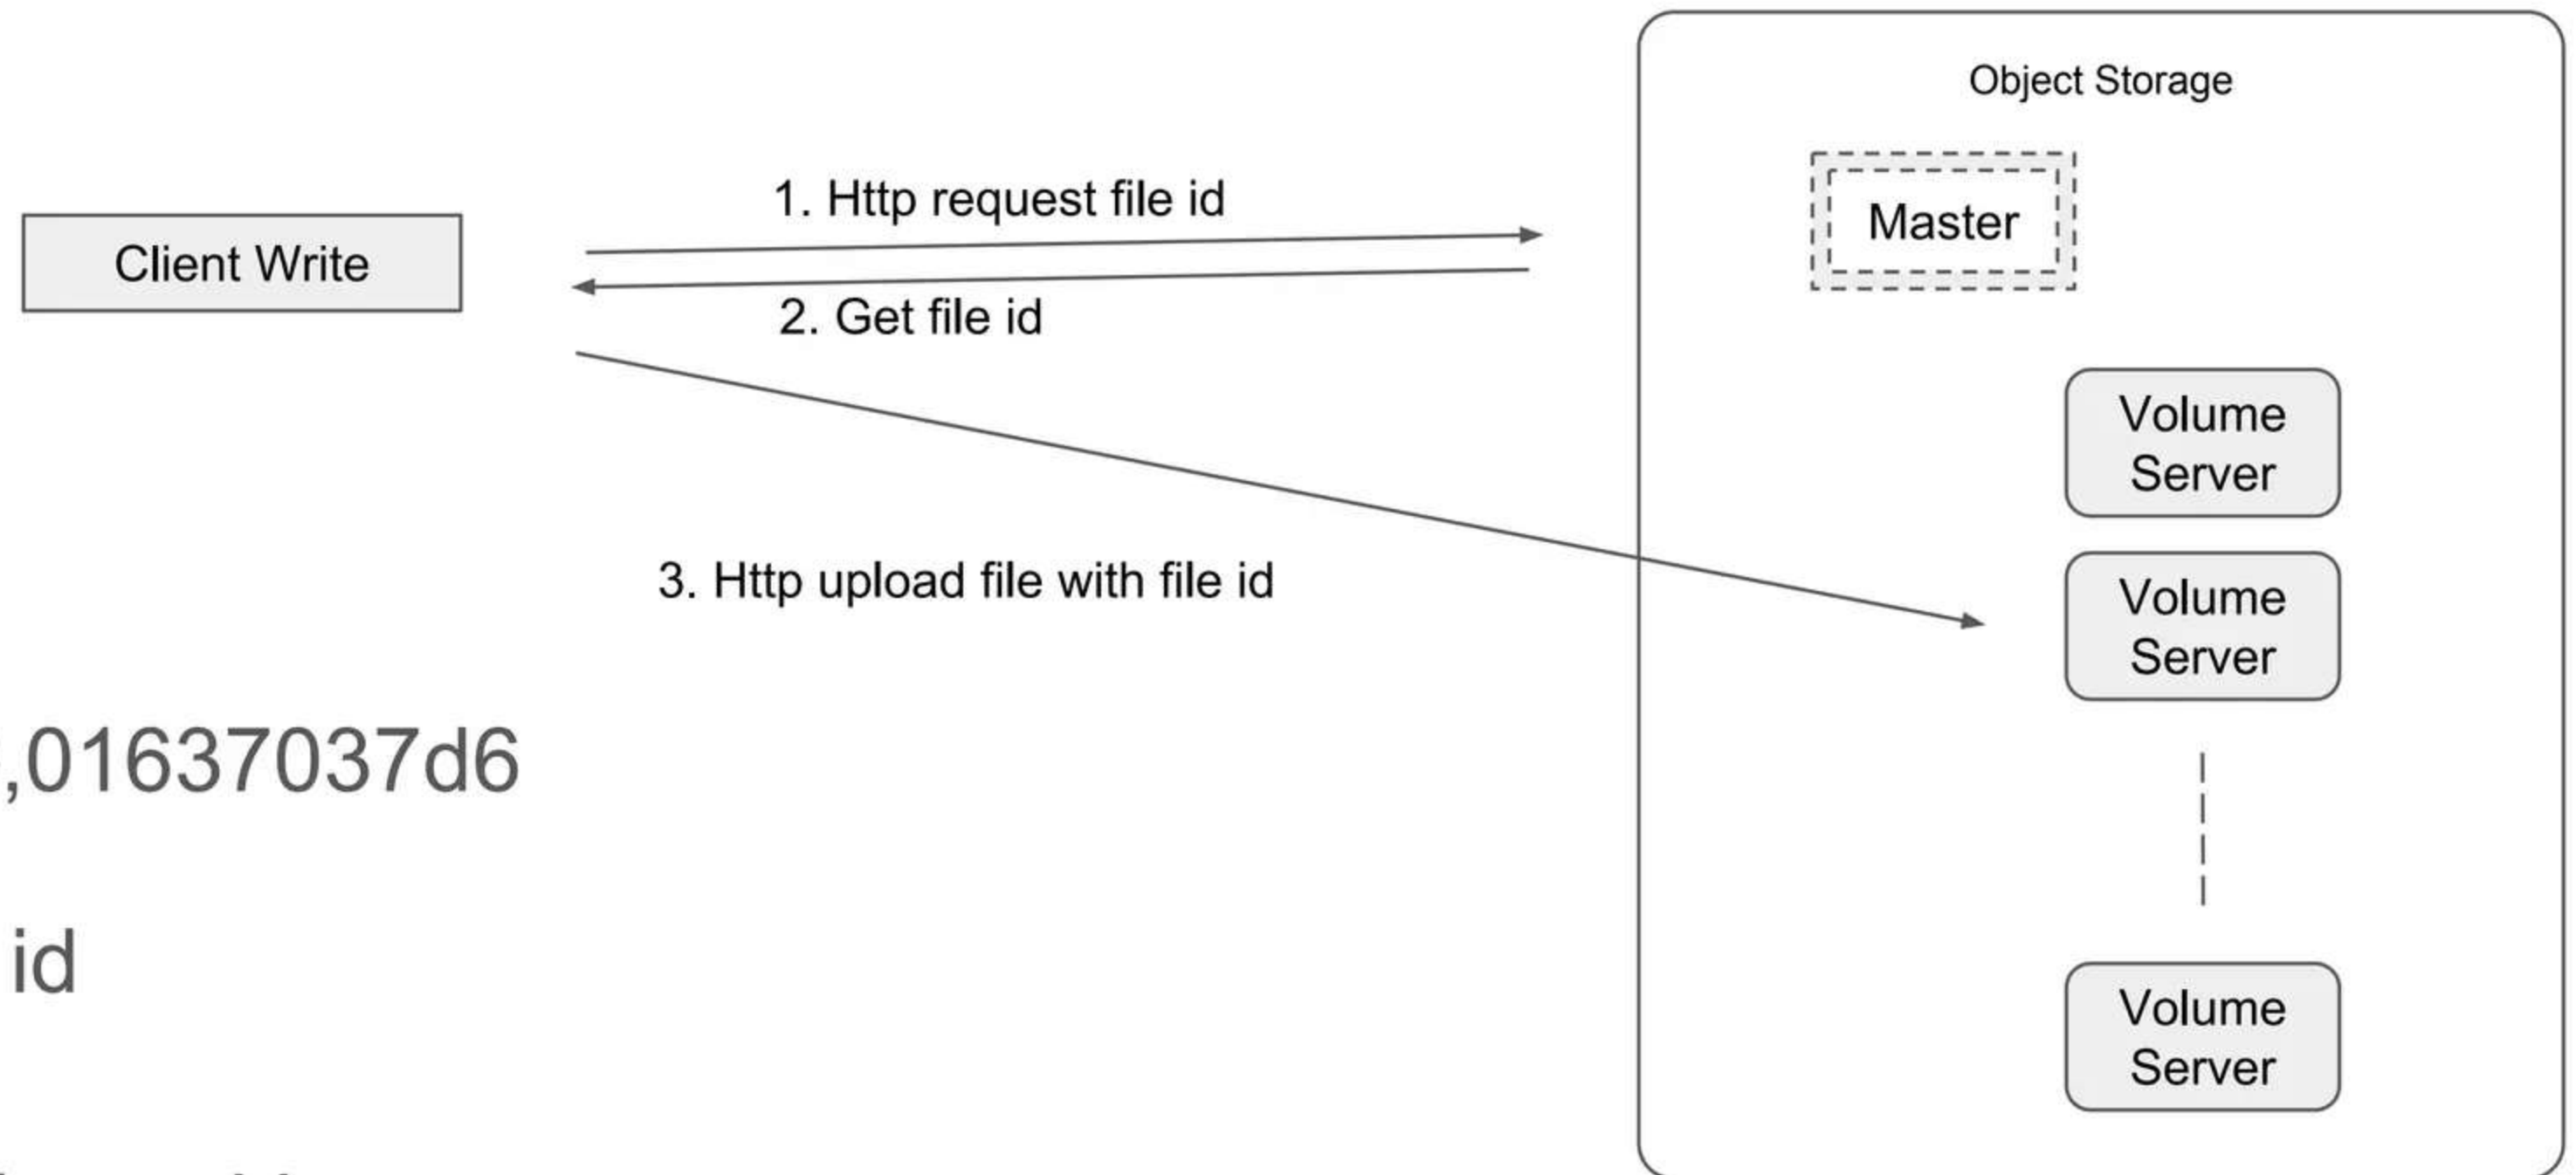 Object Storage
Master
1. Http request file id
Client Write
2. Get file id
Volume
Server
3. Http upload file with file id
Volume
Server
,01637037d6
id
Volume
Server